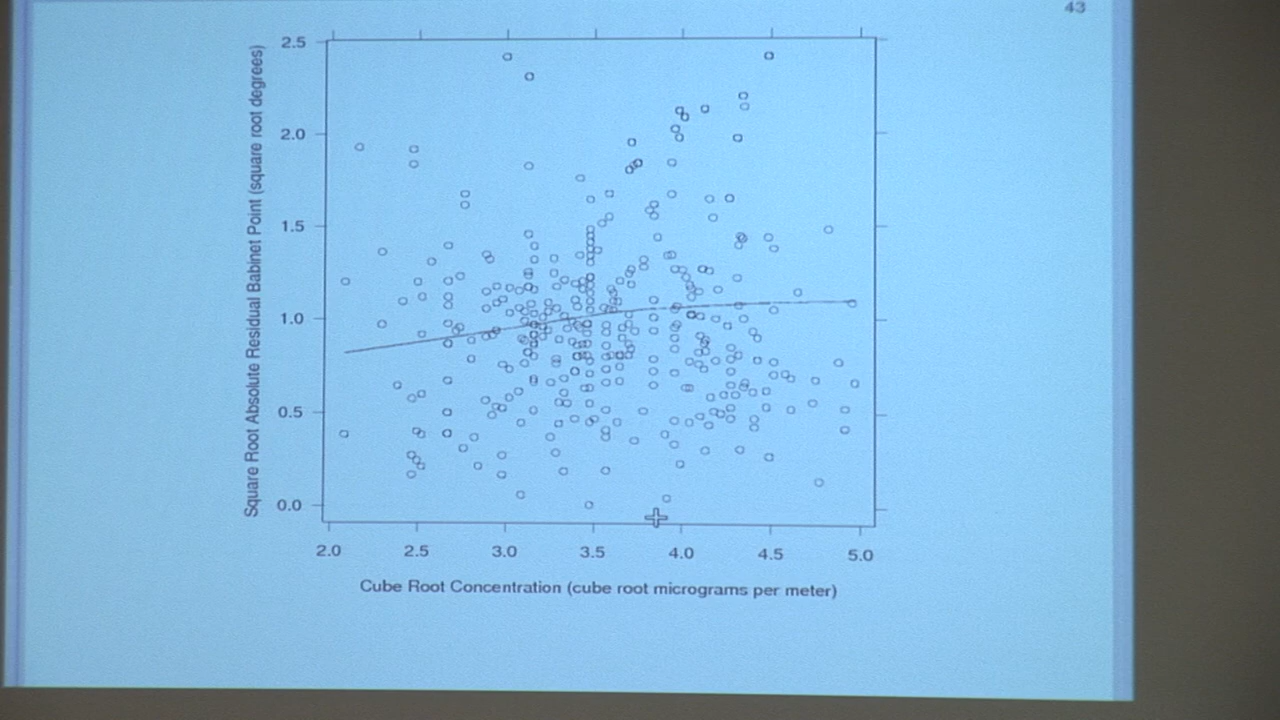 43
Square Root Absolute Residual Babinet Point (square root degrees)
2.5
2.0
1.5
1.0
0.5
0.0
2.0 2.5 3.0 3.5 4.0 4.5 5.0
Cube Root Concentration (cube root micrograms per meter)